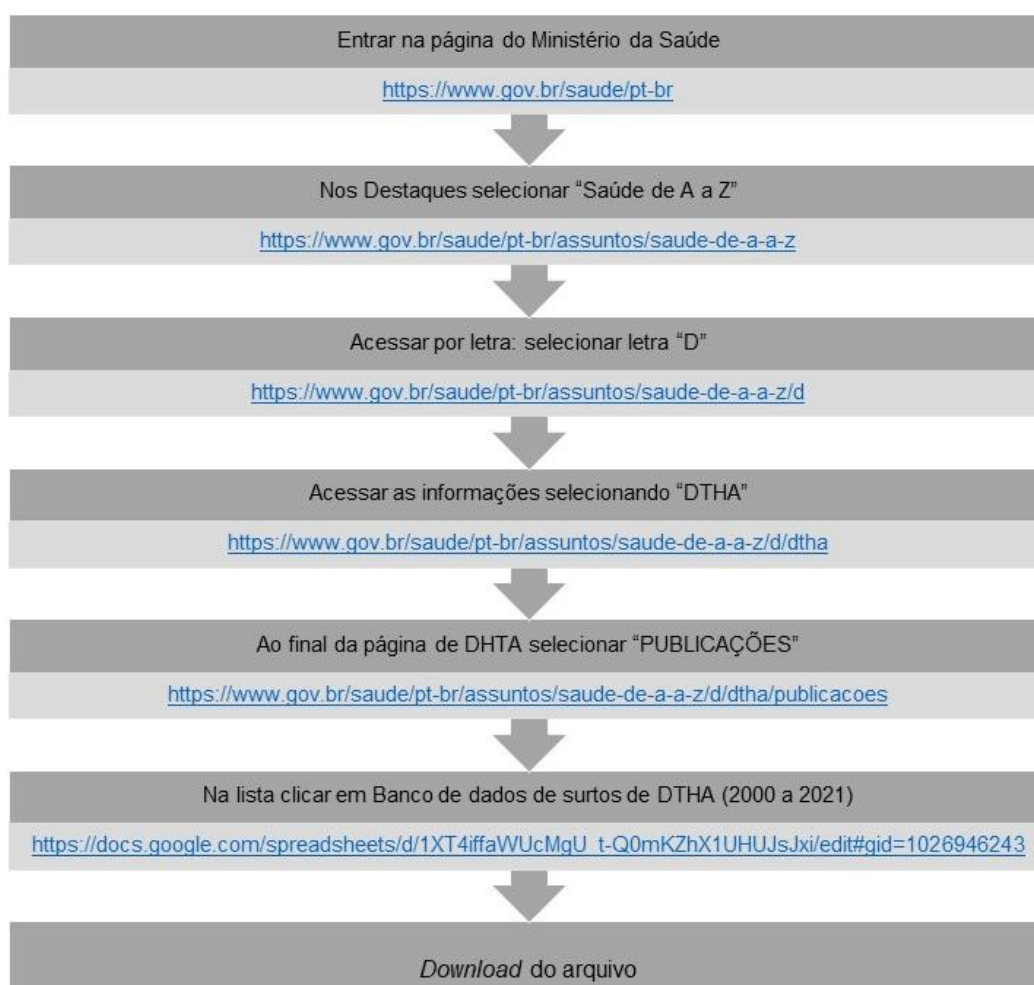 Entrar na página do Ministério da Saúde
https://www.gov.br/saude/pt-br
Nos Destaques selecionar “Saúde de A a Z”
https://www.gov.br/saude/pt-br/assuntos/saude-de-a-a-z
Acessar por letra: selecionar letra “D”
https://www.gov.br/saude/pt-br/assuntos/saude-de-a-a-z/d
Acessar as informações selecionando “DTHA”
https://www.gov.br/saude/pt-br/assuntos/saude-de-a-a-z/d/dtha
Ao final da página de DHTA selecionar “PUBLICAÇÕES”
https://www.gov.br/saude/pt-br/assuntos/saude-de-a-a-z/d/dtha/publicacoes
Na lista clicar em Banco de dados de surtos de DTHA (2000 a 2021)
https://docs.google.com/spreadsheets/d/1XT4iffaWUcMgU_t-Q0mKZhX1UHUJsJxi/edit#gid=1026946243
Download do arquivo